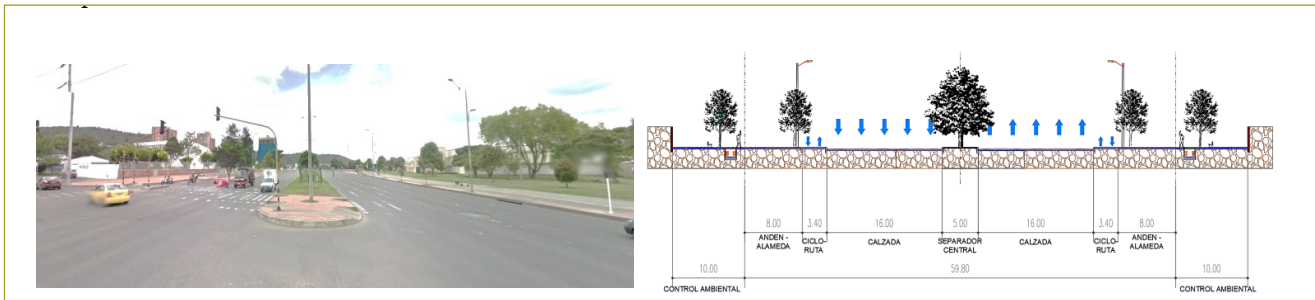 8.00 3.40 16.00 5.00 16.00 3.40 8.00
ANDEN - ALAMEDA CICLO- RUTA CALZADA SEPARADOR CENTRAL CALZADA CICLO- RUTA ANDEN - ALAMEDA
10.00 59.80 10.00
CONTROL AMBIENTAL CONTROL AMBIENTAL